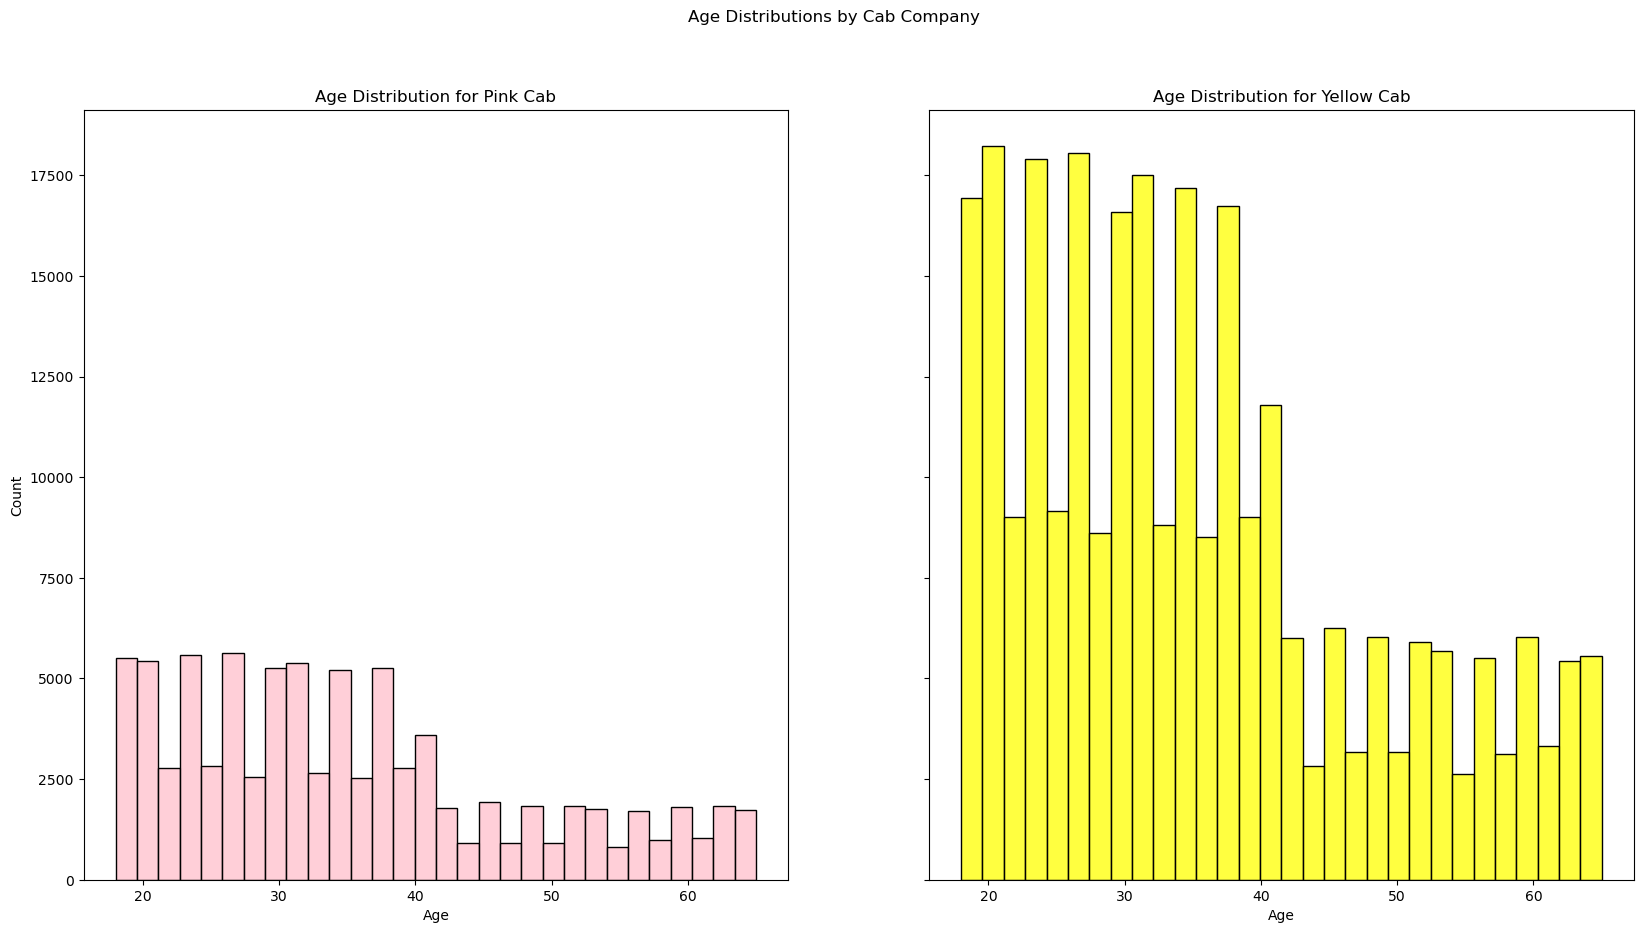 Age Distributions by Cab Company
Age Distribution for Pink Cab
17500
15000
12500
10000
7500
5000
2500
0
Count
20 30 40 50 60
Age
Age Distribution for Yellow Cab
20 30 40 50 60
Age